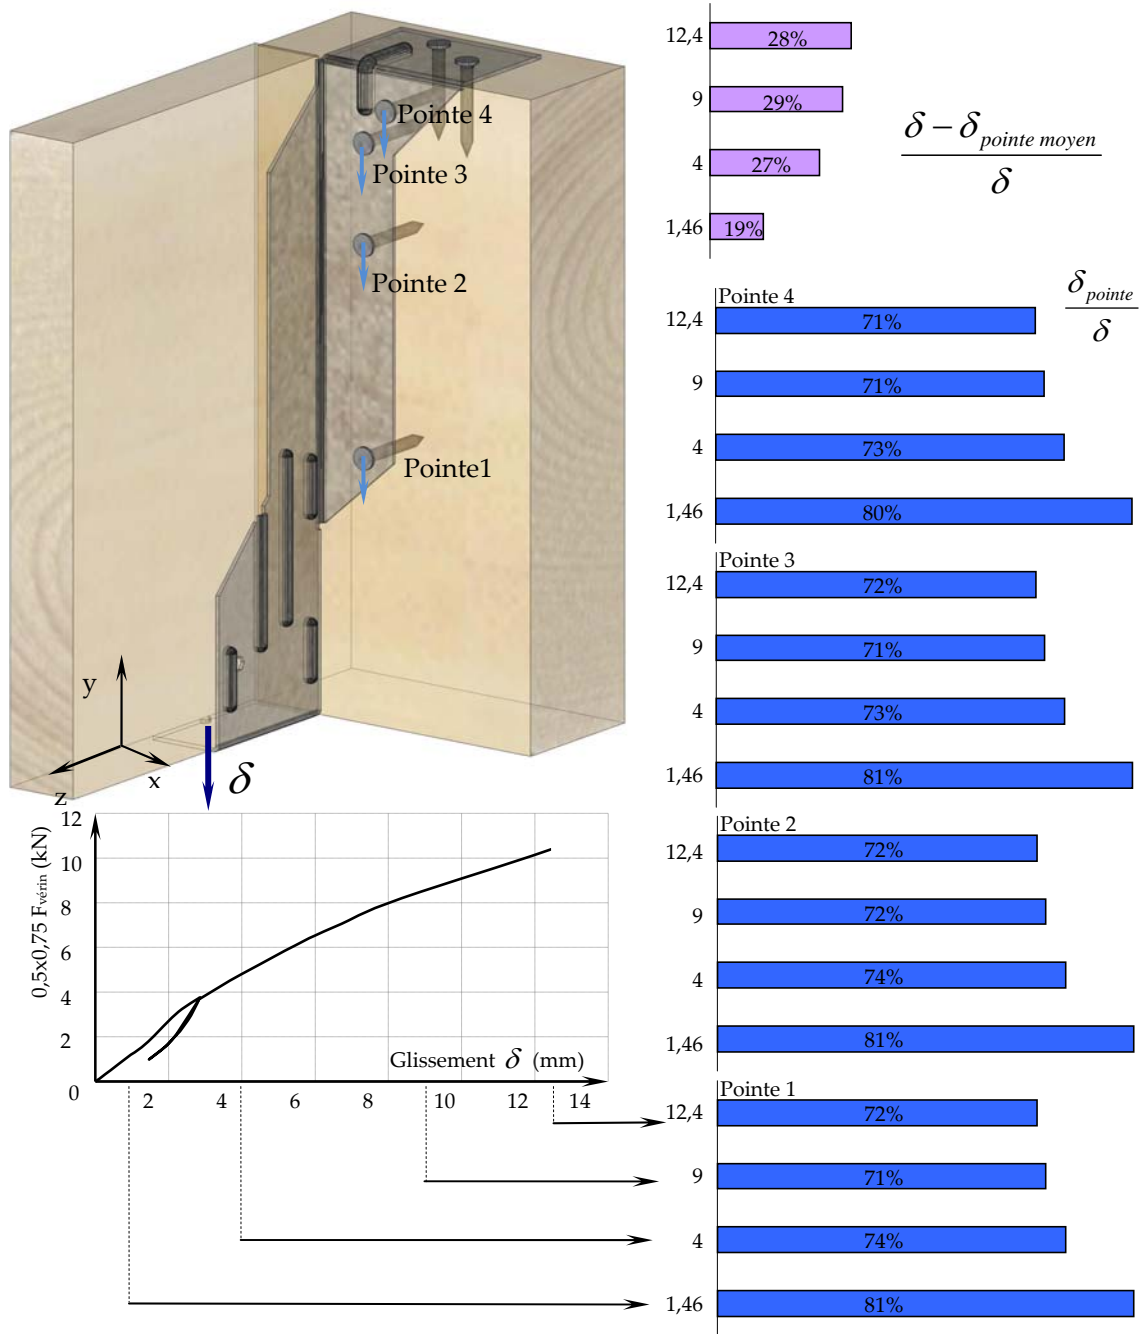 Pointe 4
Pointe 3
Pointe 2
Pointe1
y
x
z
δ
12
10
8
6
4
2
0
0,5x0,75 Fvérin (kN)
Glissement δ (mm)
2 4 6 8 10 12 14
12,4 28%
9 29%
4 27%
1,46 19%
δ − δpointe moyen
δ
δpointe
δ
Pointe 4
12,4 71%
9 71%
4 73%
1,46 80%
Pointe 3
12,4 72%
9 71%
4 73%
1,46 81%
Pointe 2
12,4 72%
9 72%
4 74%
1,46 81%
Pointe 1
12,4 72%
9 71%
4 74%
1,46 81%